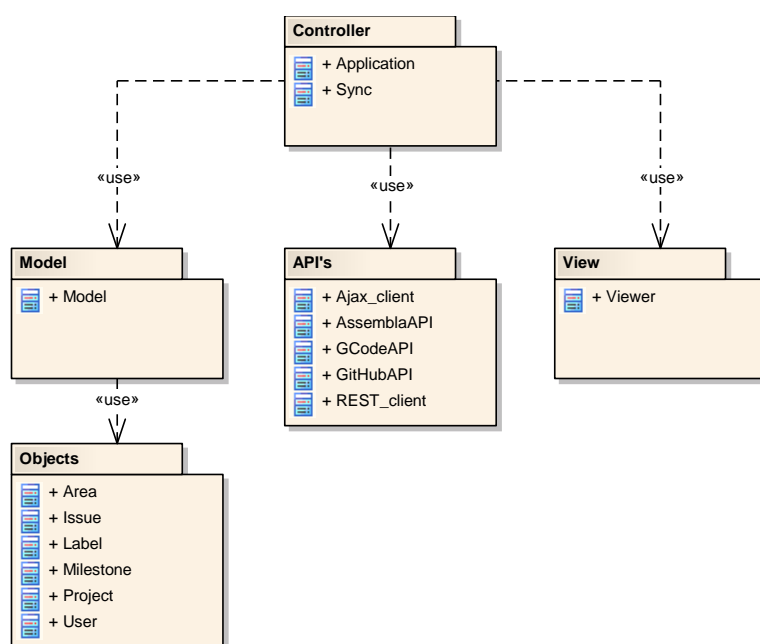 Controller
+ Application
+ Sync
«use»
«use»
«use»
Model
+ Model
API's
+ Ajax_client
+ AssemblaAPI
+ GCodeAPI
+ GitHubAPI
+ REST_client
View
+ Viewer
«use»
Objects
+ Area
+ Issue
+ Label
+ Milestone
+ Project
+ User